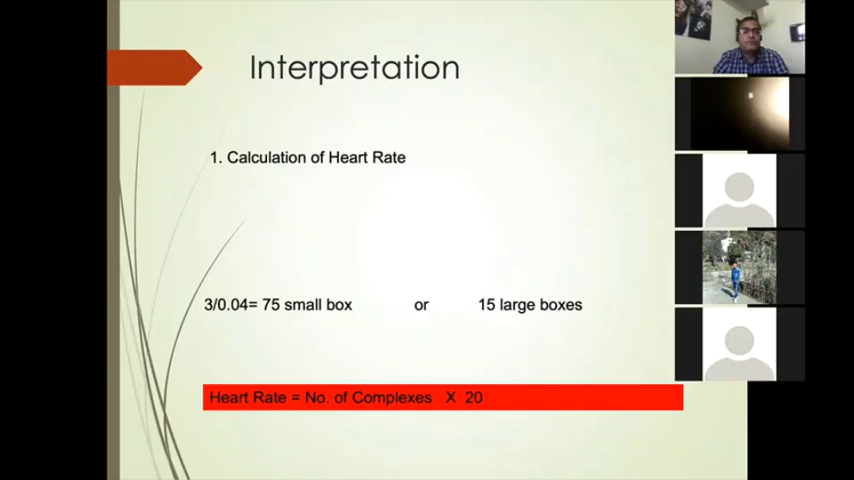 Interpretation
1. Calculation of Heart Rate
3/0.04= 75 small box or 15 large boxes
Heart Rate = No. of Complexes X 20